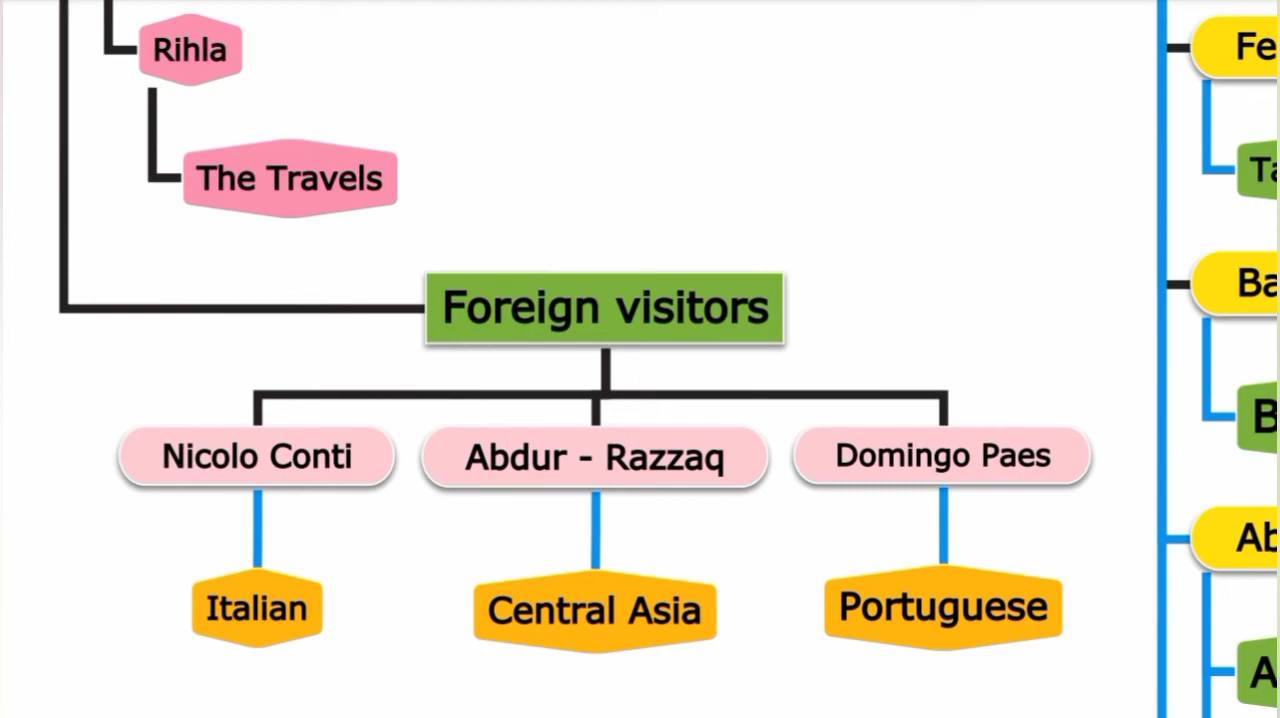 Rihla
The Travels
Foreign visitors
Nicolo Conti
Abdur - Razzaq
Domingo Paes
Italian
Central Asia
Portuguese